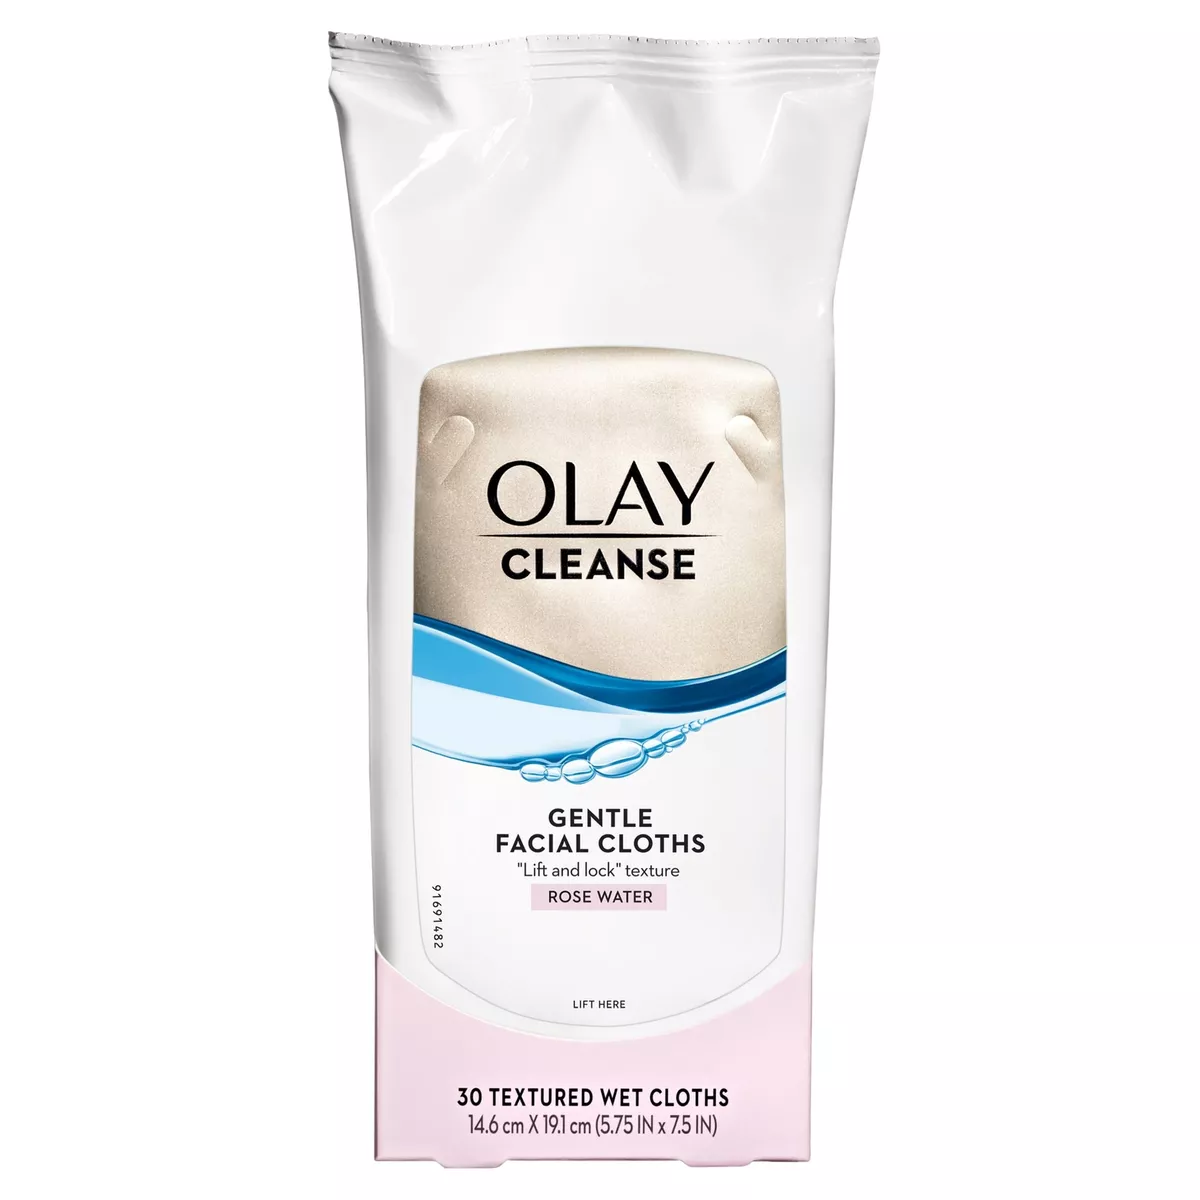 OLAY
CLEANSE
GENTLE
FACIAL CLOTHS
"Lift and lock" texture
ROSE WATER
91691482
LIFT HERE
30 TEXTURED WET CLOTHS
14.6 cm X 19.1 cm (5.75 IN x 7.5 IN)